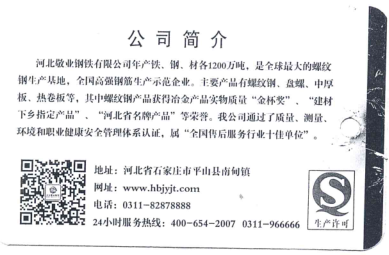 公司简介
河北敬业钢铁有限公司年产铁、钢、材各1200万吨，是全球最大的螺纹
钢生产基地，全国高强钢筋生产示范企业。主要产品有螺纹钢、盘螺、中厚
板、热卷板等，其中螺纹钢产品获得冶金产品实物质量“金杯奖”、“建材
下乡指定产品”、“河北省名牌产品”等荣誉。我公司通过了质量、测量、
环境和职业健康安全管理体系认证，属“全国售后服务行业十佳单位”。
地址：河北省石家庄市平山县南甸镇
网址：www.hbjyjt.com
电话：0311-82878888
24小时服务热线：400-654-2007 0311-966666
生产许可